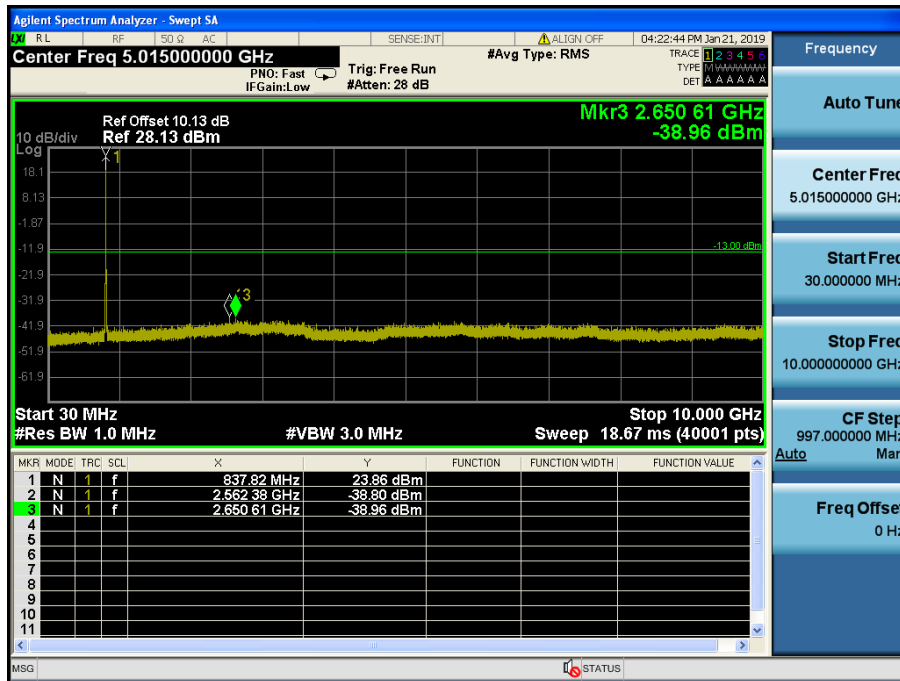 Agilent Spectrum Analyzer - Swept SA
LXI RL RF 50 Ω AC SENSE:INT ALIGN OFF 04:22:44 PM Jan 21, 2019
Center Freq 5.015000000 GHz
PNO: Fast
IFGain:Low
Trig: Free Run
#Atten: 28 dB
#Avg Type: RMS
TRACE 1 2 3 4 5 6
TYPE M WWWWW
DET A A A A A A
Mkr3 2.650 61 GHz
-38.96 dBm
Ref Offset 10.13 dB
10 dB/div Ref 28.13 dBm
Log
1
18.1
8.13
-1.87
-11.9
-13.00 dBm
-21.9
3
-31.9
-41.9
-51.9
-61.9
Start 30 MHz Stop 10.000 GHz
#Res BW 1.0 MHz #VBW 3.0 MHz Sweep 18.67 ms (40001 pts)
MKR MODE TRC SCL X Y FUNCTION FUNCTION WIDTH FUNCTION VALUE
1 N 1 f 837.82 MHz 23.86 dBm
2 N 1 f 2.562 38 GHz -38.80 dBm
3 N 1 f 2.650 61 GHz -38.96 dBm
4
5
6
7
8
9
10
11
MSG STATUS
Frequency
Auto Tune
Center Freq
5.015000000 GHz
Start Freq
30.000000 MHz
Stop Freq
10.000000000 GHz
CF Step
997.000000 MHz
Auto Man
Freq Offset
0 Hz